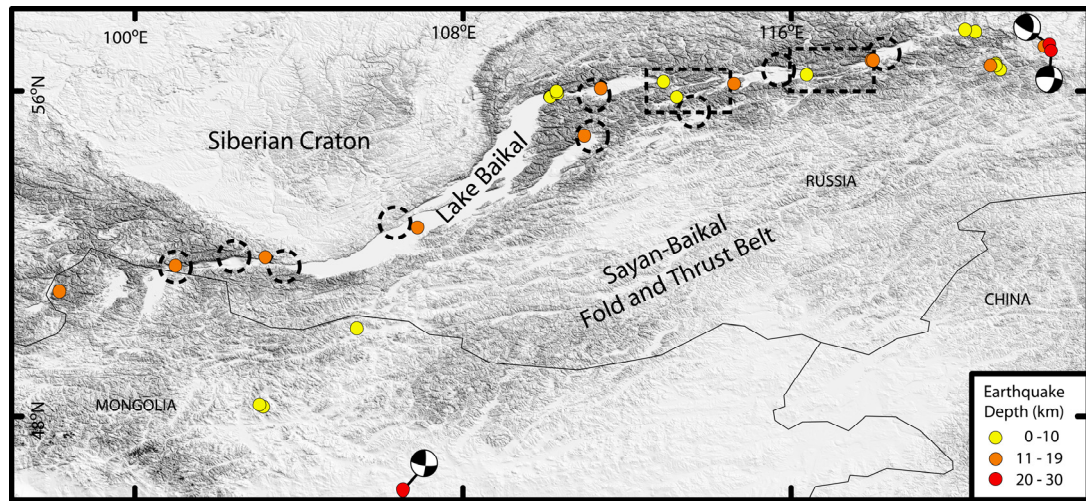 100°E
108°E
116°E
56°N
Siberian Craton
Lake Baikal
RUSSIA
Sayan-Baikal
Fold and Thrust Belt
CHINA
MONGOLIA
48°N
Earthquake
Depth (km)
0 -10
11 - 19
20 - 30